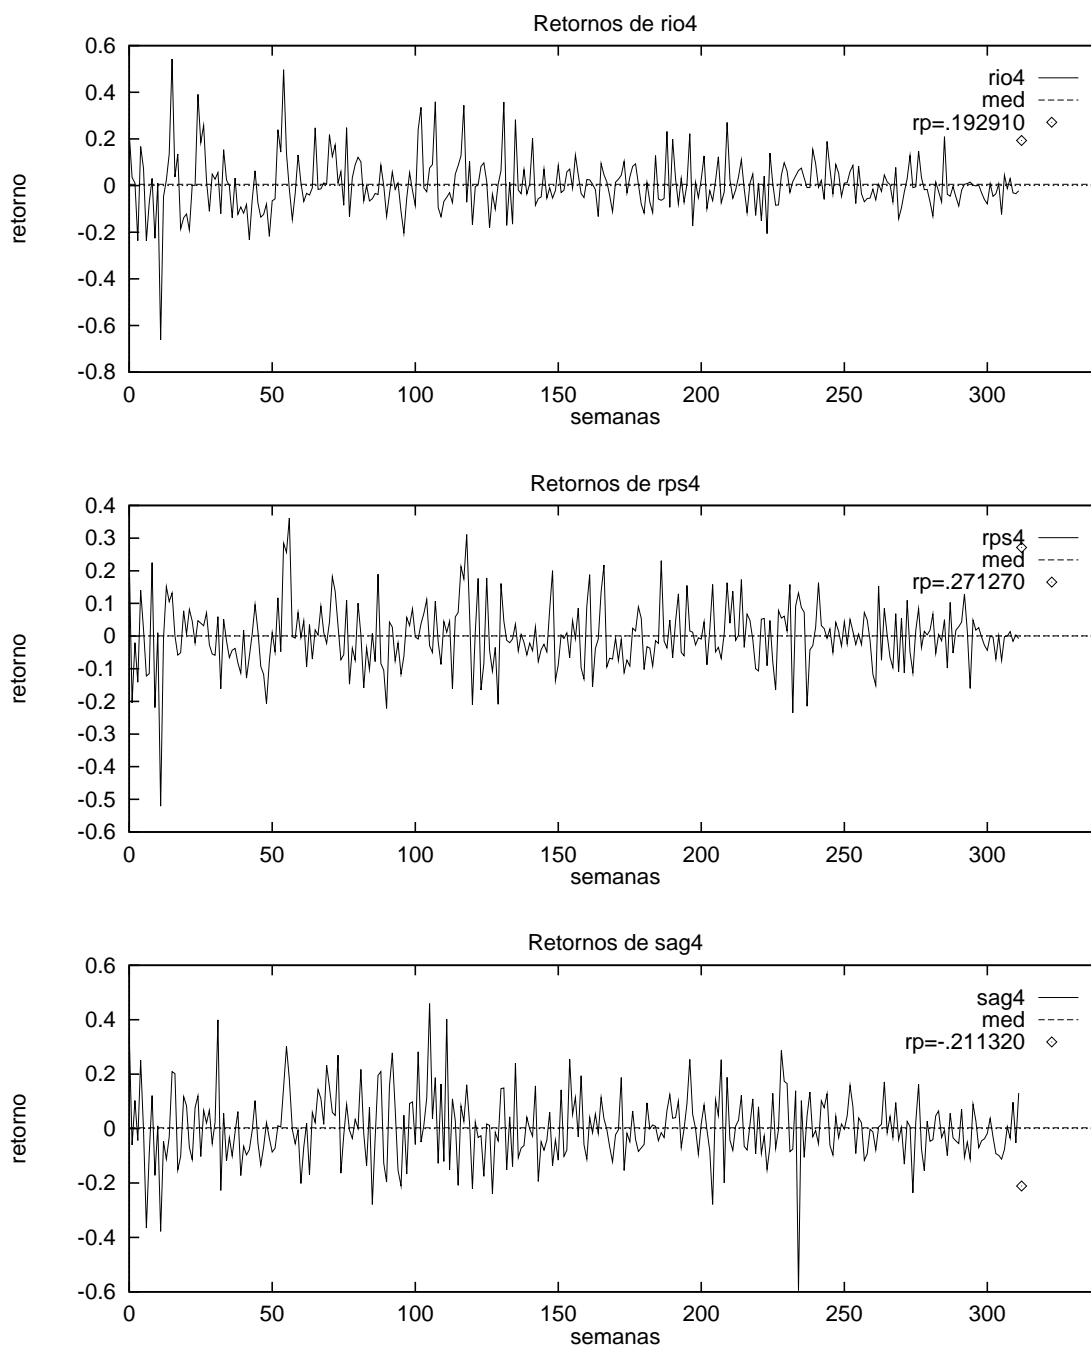 Retornos de rio4
0.6
0.4
0.2
0
-0.2
-0.4
-0.6
-0.8
retorno
rio4
med
rp=.192910
0 50 100 150 200 250 300
semanas
Retornos de rps4
0.4
0.3
0.2
0.1
0
-0.1
-0.2
-0.3
-0.4
-0.5
-0.6
retorno
rps4
med
rp=.271270
0 50 100 150 200 250 300
semanas
Retornos de sag4
0.6
0.4
0.2
0
-0.2
-0.4
-0.6
retorno
sag4
med
rp=-.211320
0 50 100 150 200 250 300
semanas